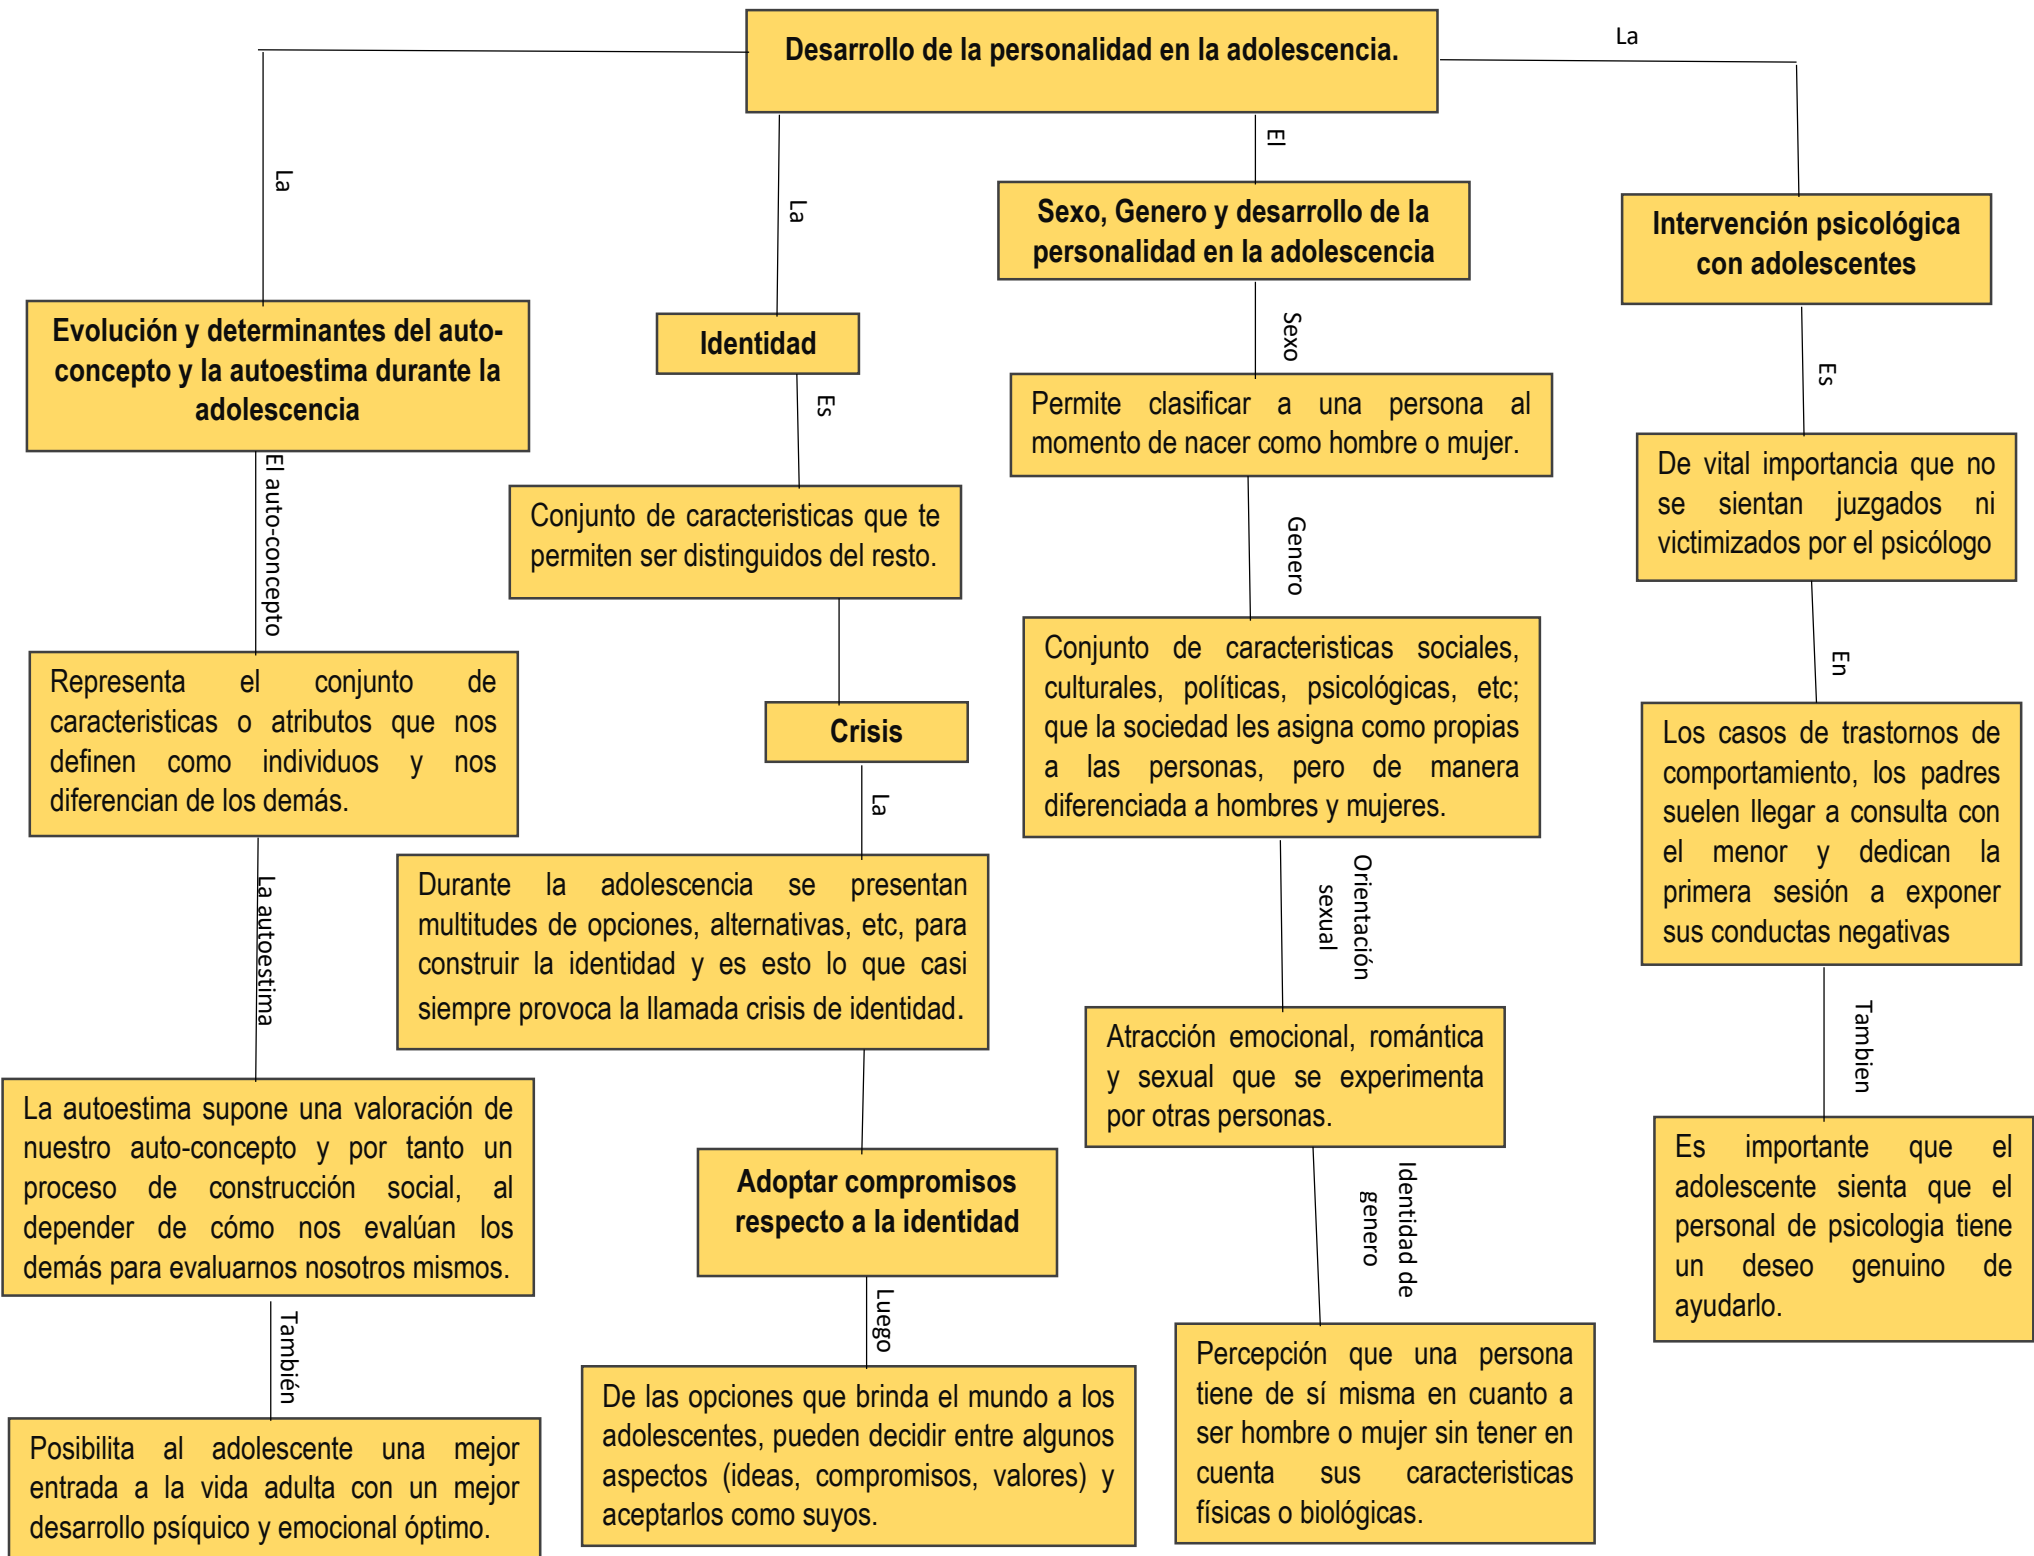 Desarrollo de la personalidad en la adolescencia.
La
La
Evolución y determinantes del auto-
concepto y la autoestima durante la
adolescencia
El auto-concepto
Representa el conjunto de
caracteristicas o atributos que nos
definen como individuos y nos
diferencian de los demás.
La autoestima
La autoestima supone una valoración de
nuestro auto-concepto y por tanto un
proceso de construcción social, al
depender de cómo nos evalúan los
demás para evaluarnos nosotros mismos.
También
Posibilita al adolescente una mejor
entrada a la vida adulta con un mejor
desarrollo psíquico y emocional óptimo.
La
Identidad
Es
Conjunto de caracteristicas que te
permiten ser distinguidos del resto.
Crisis
La
Durante la adolescencia se presentan
multitudes de opciones, alternativas, etc, para
construir la identidad y es esto lo que casi
siempre provoca la llamada crisis de identidad.
Adoptar compromisos
respecto a la identidad
Luego
De las opciones que brinda el mundo a los
adolescentes, pueden decidir entre algunos
aspectos (ideas, compromisos, valores) y
aceptarlos como suyos.
El
Sexo, Genero y desarrollo de la
personalidad en la adolescencia
Sexo
Permite clasificar a una persona al
momento de nacer como hombre o mujer.
Genero
Conjunto de caracteristicas sociales,
culturales, políticas, psicológicas, etc;
que la sociedad les asigna como propias
a las personas, pero de manera
diferenciada a hombres y mujeres.
Orientación
sexual
Atracción emocional, romántica
y sexual que se experimenta
por otras personas.
Identidad de
genero
Percepción que una persona
tiene de sí misma en cuanto a
ser hombre o mujer sin tener en
cuenta sus caracteristicas
físicas o biológicas.
Intervención psicológica
con adolescentes
Es
De vital importancia que no
se sientan juzgados ni
victimizados por el psicólogo
En
Los casos de trastornos de
comportamiento, los padres
suelen llegar a consulta con
el menor y dedican la
primera sesión a exponer
sus conductas negativas
Tambien
Es importante que el
adolescente sienta que el
personal de psicologia tiene
un deseo genuino de
ayudarlo.